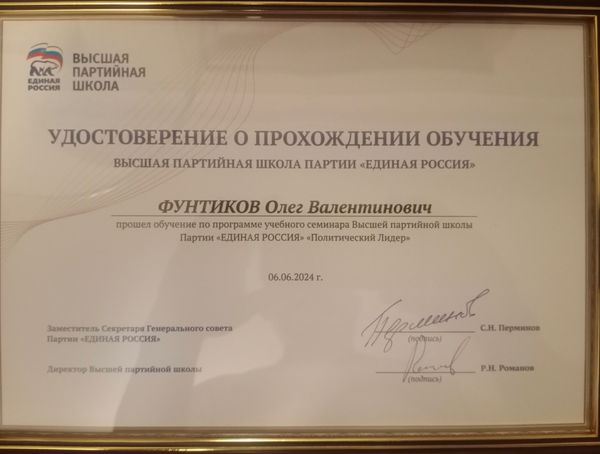 ЕДИНАЯ
РОССИЯ
ВЫСШАЯ
ПАРТИЙНАЯ
ШКОЛА
УДОСТОВЕРЕНИЕ О ПРОХОЖДЕНИИ ОБУЧЕНИЯ
ВЫСШАЯ ПАРТИЙНАЯ ШКОЛА ПАРТИИ «ЕДИНАЯ РОССИЯ»
ФУНТИКОВ Олег Валентинович
прошел обучение по программе учебного семинара Высшей партийной школы
Партии «ЕДИНАЯ РОССИЯ» «Политический Лидер»
06.06.2024 г.
Заместитель Секретаря Генерального совета
Партии «ЕДИНАЯ РОССИЯ»
С.Н. Перминов
(подпись)
Директор Высшей партийной школы
Р.Н. Романов
(подпись)